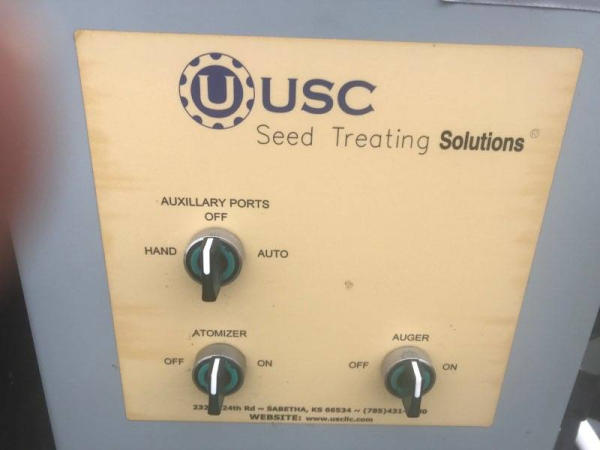 U USC
Seed Treating Solutions®
AUXILLARY PORTS
OFF
HAND AUTO
ATOMIZER
OFF ON
AUGER
OFF ON
24th Rd ~ SABETHA, KS 66534 ~ (785)431-
WEBSITE: www.uscllc.com